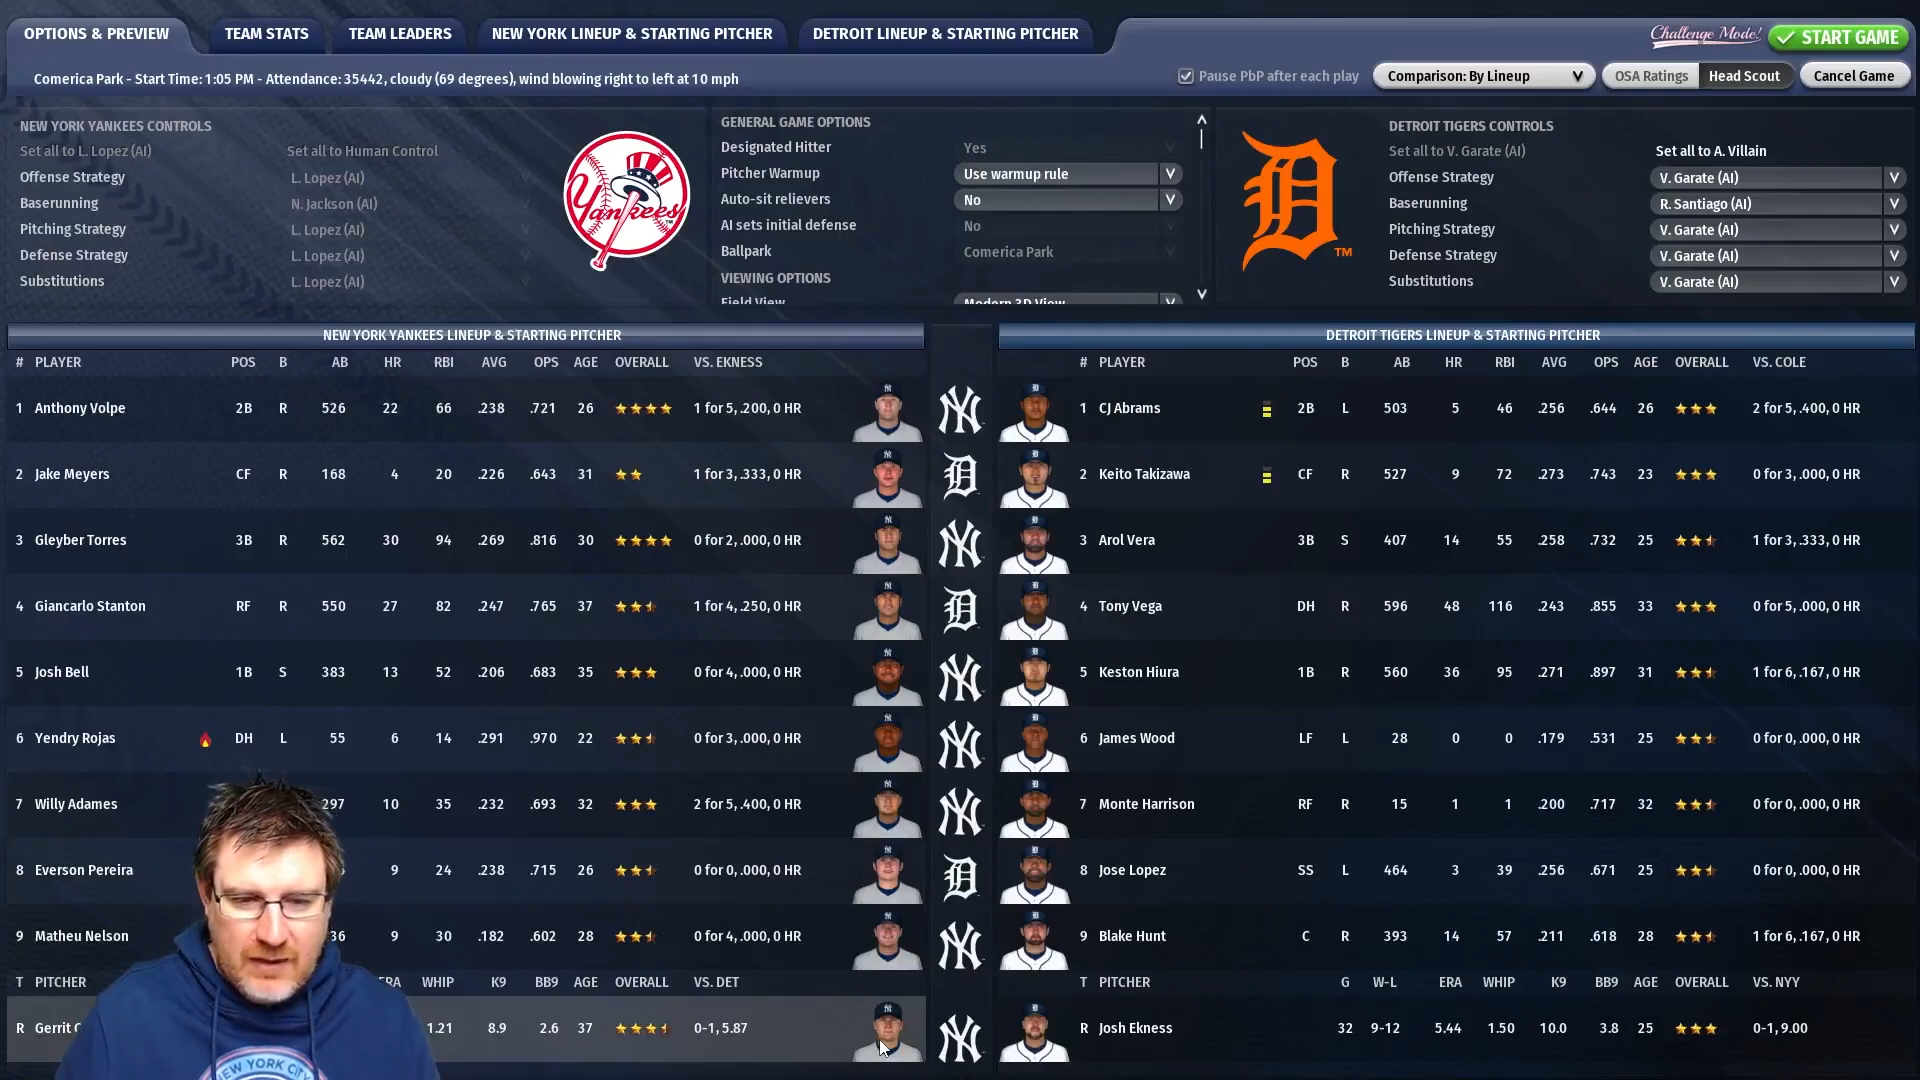 OPTIONS & PREVIEW TEAM STATS TEAM LEADERS NEW YORK LINEUP & STARTING PITCHER DETROIT LINEUP & STARTING PITCHER Challenge Mode! START GAME
Comerica Park - Start Time: 1:05 PM - Attendance: 35442, cloudy (69 degrees), wind blowing right to left at 10 mph Pause PbP after each play Comparison: By Lineup OSA Ratings Head Scout Cancel Game
NEW YORK YANKEES CONTROLS
Set all to L. Lopez (AI) Set all to Human Control
Offense Strategy L. Lopez (AI)
Baserunning N. Jackson (AI)
Pitching Strategy L. Lopez (AI)
Defense Strategy L. Lopez (AI)
Substitutions L. Lopez (AI)
Yankees
GENERAL GAME OPTIONS
Designated Hitter Yes
Pitcher Warmup Use warmup rule
Auto-sit relievers No
AI sets initial defense No
Ballpark Comerica Park
VIEWING OPTIONS
Field View Modern 3D View
TM
DETROIT TIGERS CONTROLS
Set all to V. Garate (AI) Set all to A. Villain
Offense Strategy V. Garate (AI)
Baserunning R. Santiago (AI)
Pitching Strategy V. Garate (AI)
Defense Strategy V. Garate (AI)
Substitutions V. Garate (AI)
NEW YORK YANKEES LINEUP & STARTING PITCHER
# PLAYER POS B AB HR RBI AVG OPS AGE OVERALL VS. EKNESS
1 Anthony Volpe 2B R 526 22 66 .238 .721 26 1 for 5, .200, 0 HR
2 Jake Meyers CF R 168 4 20 .226 .643 31 1 for 3, .333, 0 HR
3 Gleyber Torres 3B R 562 30 94 .269 .816 30 0 for 2, .000, 0 HR
4 Giancarlo Stanton RF R 550 27 82 .247 .765 37 1 for 4, .250, 0 HR
5 Josh Bell 1B S 383 13 52 .206 .683 35 0 for 4, .000, 0 HR
6 Yendry Rojas DH L 55 6 14 .291 .970 22 0 for 3, .000, 0 HR
7 Willy Adames 297 10 35 .232 .693 32 2 for 5, .400, 0 HR
8 Everson Pereira 9 24 .238 .715 26 0 for 0, .000, 0 HR
9 Matheu Nelson 36 9 30 .182 .602 28 0 for 4, .000, 0 HR
T PITCHER ERA WHIP K9 BB9 AGE OVERALL VS. DET
R Gerrit C 1.21 8.9 2.6 37 0-1, 5.87
NEW YORK CITY
DETROIT TIGERS LINEUP & STARTING PITCHER
# PLAYER POS B AB HR RBI AVG OPS AGE OVERALL VS. COLE
1 CJ Abrams 2B L 503 5 46 .256 .644 26 2 for 5, .400, 0 HR
2 Keito Takizawa CF R 527 9 72 .273 .743 23 0 for 3, .000, 0 HR
3 Arol Vera 3B S 407 14 55 .258 .732 25 1 for 3, .333, 0 HR
4 Tony Vega DH R 596 48 116 .243 .855 33 0 for 5, .000, 0 HR
5 Keston Hiura 1B R 560 36 95 .271 .897 31 1 for 6, .167, 0 HR
6 James Wood LF L 28 0 0 .179 .531 25 0 for 0, .000, 0 HR
7 Monte Harrison RF R 15 1 1 .200 .717 32 0 for 0, .000, 0 HR
8 Jose Lopez SS L 464 3 39 .256 .671 25 0 for 0, .000, 0 HR
9 Blake Hunt C R 393 14 57 .211 .618 28 1 for 6, .167, 0 HR
T PITCHER G W-L ERA WHIP K9 BB9 AGE OVERALL VS. NYY
R Josh Ekness 32 9-12 5.44 1.50 10.0 3.8 25 0-1, 9.00